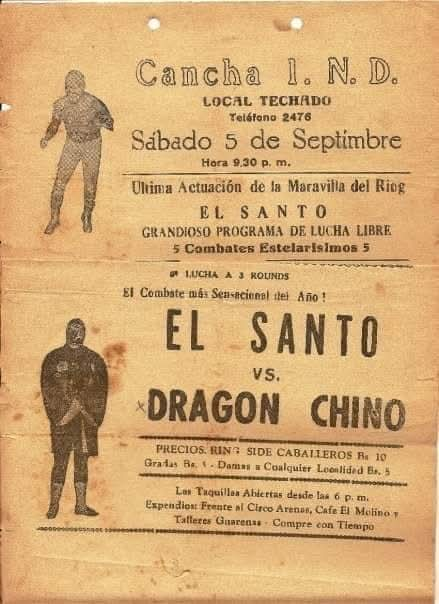 Cancha I. N. D.
LOCAL TECHADO
Teléfono 2476
Sábado 5 de Septimbre
Hora 9,30 p. m.
Ultima Actuación de la Maravilla del Ring
EL SANTO
GRANDIOSO PROGRAMA DE LUCHA LIBRE
5 Combates Estelarisimos 5
LUCHA A 3 ROUNDS
El Combate más Sensacional del Año!
EL SANTO
VS.
DRAGON CHINO
PRECIOS. RING SIDE CABALLEROS Bs 10
Gradas Bs. - Damas a Cualquier Localidad Bs. 5
Las Taquillas Abiertas desde las 6 p. m.
Expendios: Frente al Circo Arenas, Cafe El Molino y
Talleres Guarenas - Compre con Tiempo